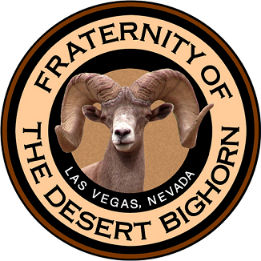 FRATERNITY OF
THE DESERT BIGHORN
LAS VEGAS, NEVADA